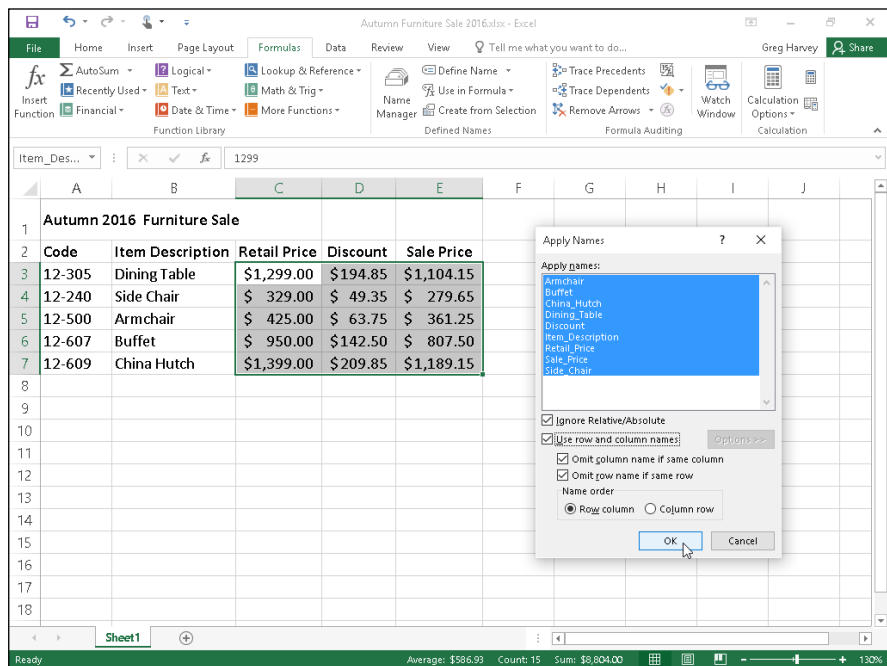 Autumn Furniture Sale 2016.xlsx - Excel
File Home Insert Page Layout Formulas Data Review View Tell me what you want to do... Greg Harvey Share
fx
Insert Function
AutoSum
Recently Used
Financial
Logical
Text
Date & Time
Lookup & Reference
Math & Trig
More Functions
Function Library
Name Manager
Define Name
Use in Formula
Create from Selection
Defined Names
Trace Precedents
Trace Dependents
Remove Arrows
Formula Auditing
Watch Window
Calculation Options
Calculation
Item_Des... fx 1299
A B C D E F G H I J
1 Autumn 2016 Furniture Sale
2 Code Item Description Retail Price Discount Sale Price
3 12-305 Dining Table $1,299.00 $194.85 $1,104.15
4 12-240 Side Chair $ 329.00 $ 49.35 $ 279.65
5 12-500 Armchair $ 425.00 $ 63.75 $ 361.25
6 12-607 Buffet $ 950.00 $142.50 $ 807.50
7 12-609 China Hutch $1,399.00 $209.85 $1,189.15
8
9
10
11
12
13
14
15
16
17
18
Apply Names ?
Apply names:
Armchair
Buffet
China_Hutch
Dining_Table
Discount
Item_Description
Retail_Price
Sale_Price
Side_Chair
Ignore Relative/Absolute
Use row and column names
Options >>
Omit column name if same column
Omit row name if same row
Name order
Row column Column row
OK Cancel
Sheet1
Ready Average: $586.93 Count: 15 Sum: $8,804.00 130%